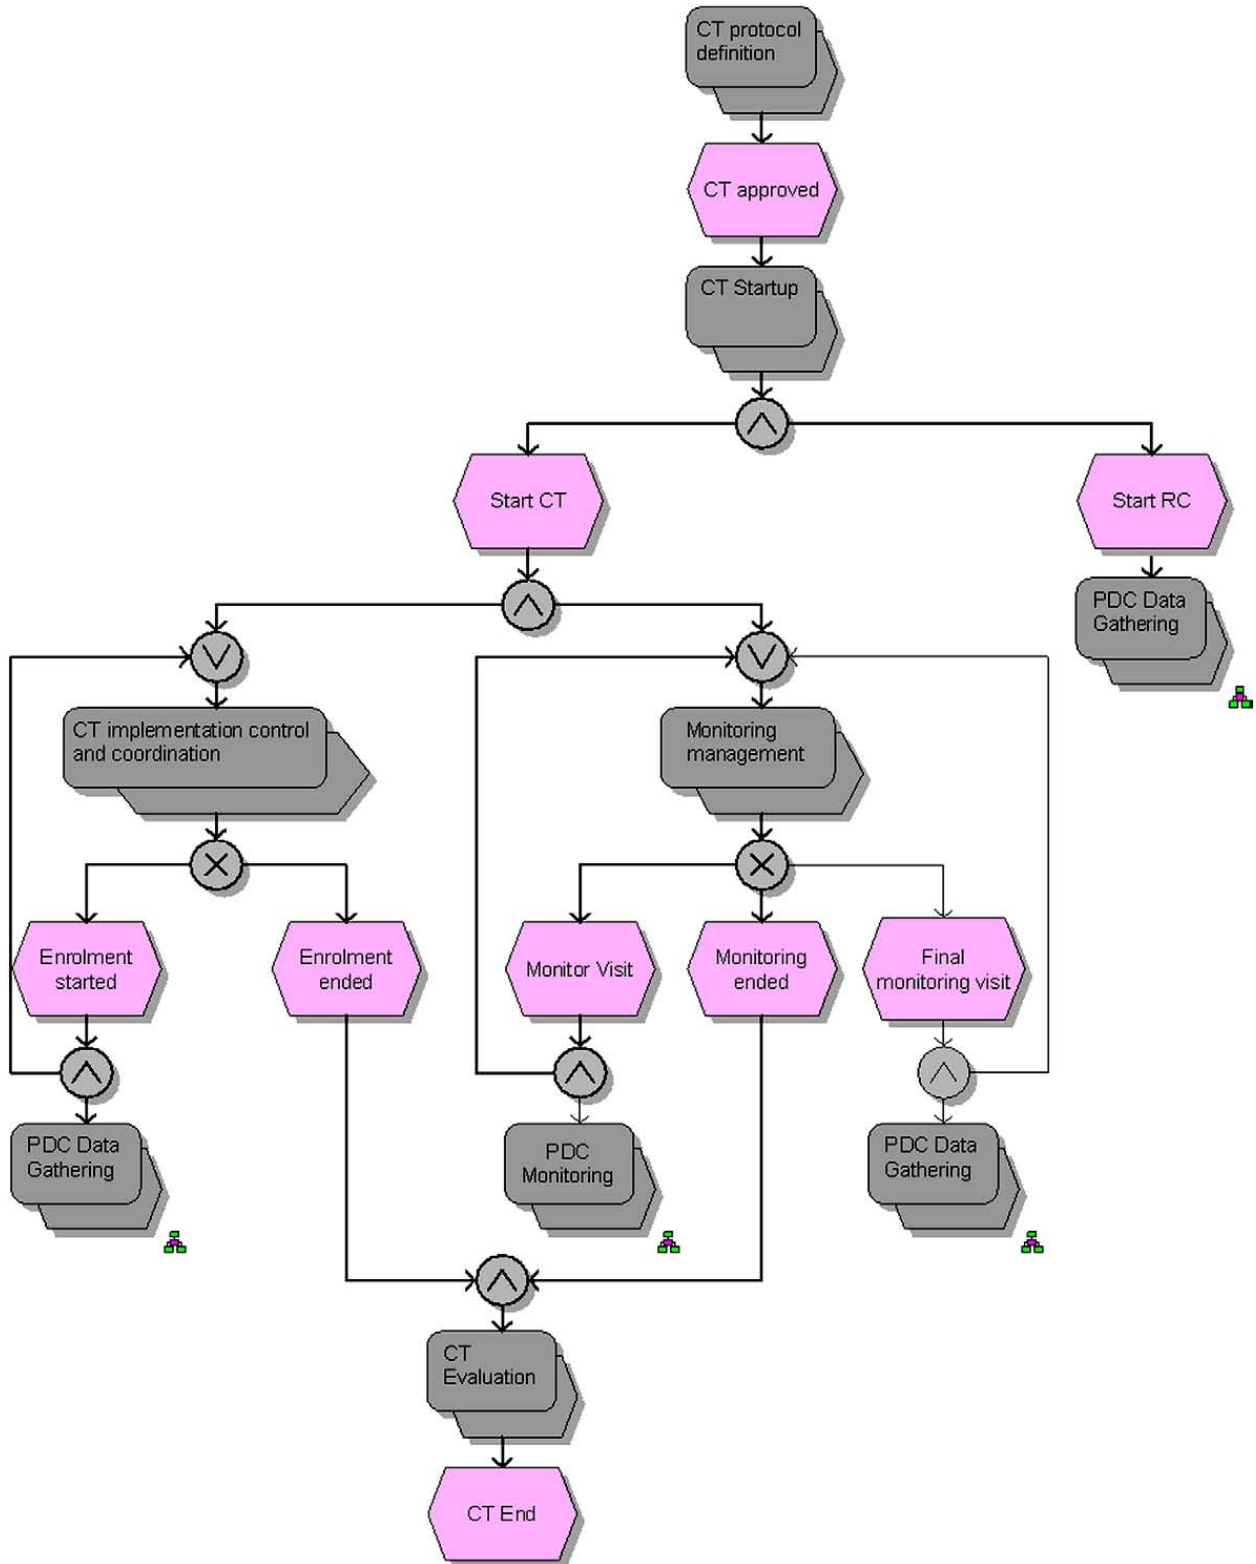 CT protocol
definition
CT approved
CT Startup
Start CT
Start RC
PDC Data
Gathering
CT implementation control
and coordination
Monitoring
management
Enrolment
started
Enrolment
ended
Monitor Visit
Monitoring
ended
Final
monitoring visit
PDC Data
Gathering
PDC
Monitoring
PDC Data
Gathering
CT
Evaluation
CT End